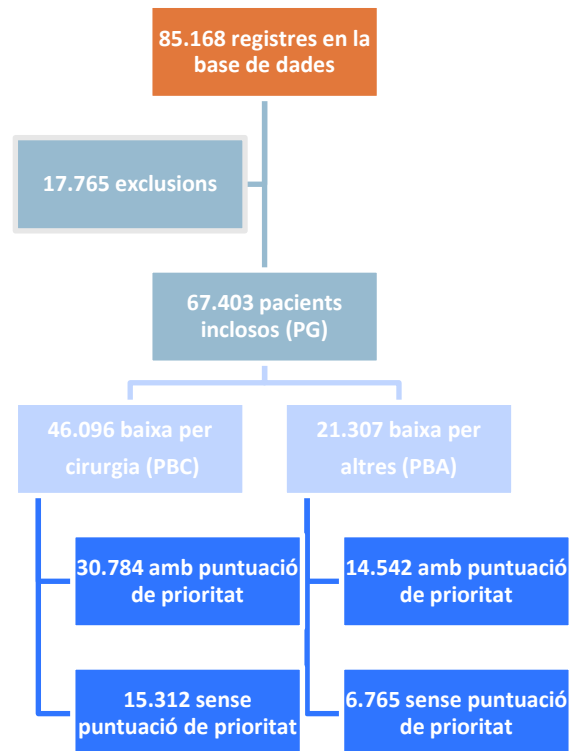 85.168 registres en la
base de dades
17.765 exclusions
67.403 pacients
inclosos (PG)
46.096 baixa per
cirurgia (PBC)
21.307 baixa per
altres (PBA)
30.784 amb puntuació
de prioritat
14.542 amb puntuació
de prioritat
15.312 sense
puntuació de prioritat
6.765 sense puntuació
de prioritat